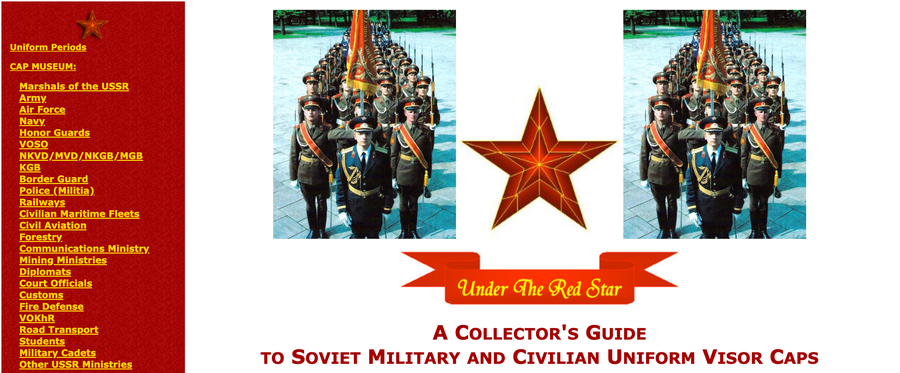 Uniform Periods
CAP MUSEUM:
Marshals of the USSR
Army
Air Force
Navy
Honor Guards
VOSO
NKVD/MVD/NKGB/MGB
KGB
Border Guard
Police (Militia)
Railways
Civilian Maritime Fleets
Civil Aviation
Forestry
Communications Ministry
Mining Ministries
Diplomats
Court Officials
Customs
Fire Defense
VOKhR
Road Transport
Students
Military Cadets
Other USSR Ministries
Under The Red Star
A COLLECTOR'S GUIDE
TO SOVIET MILITARY AND CIVILIAN UNIFORM VISOR CAPS